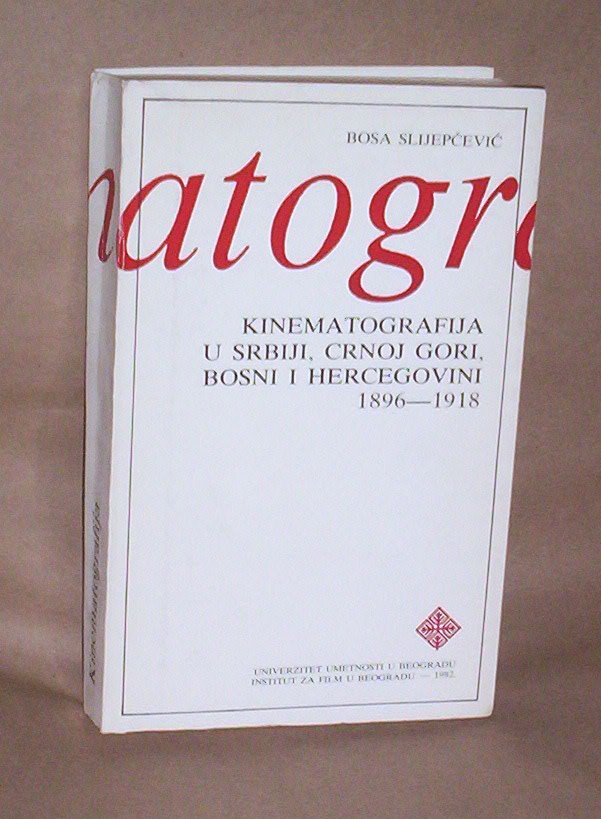 BOSA SLIJEPČEVIĆ
natogra
KINEMATOGRAFIJA
U SRBIJI, CRNOJ GORI,
BOSNI I HERCEGOVINI
1896—1918
UNIVERZITET UMETNOSTI U BEOGRADU
INSTITUT ZA FILM U BEOGRADU — 1982.
Kinematografija